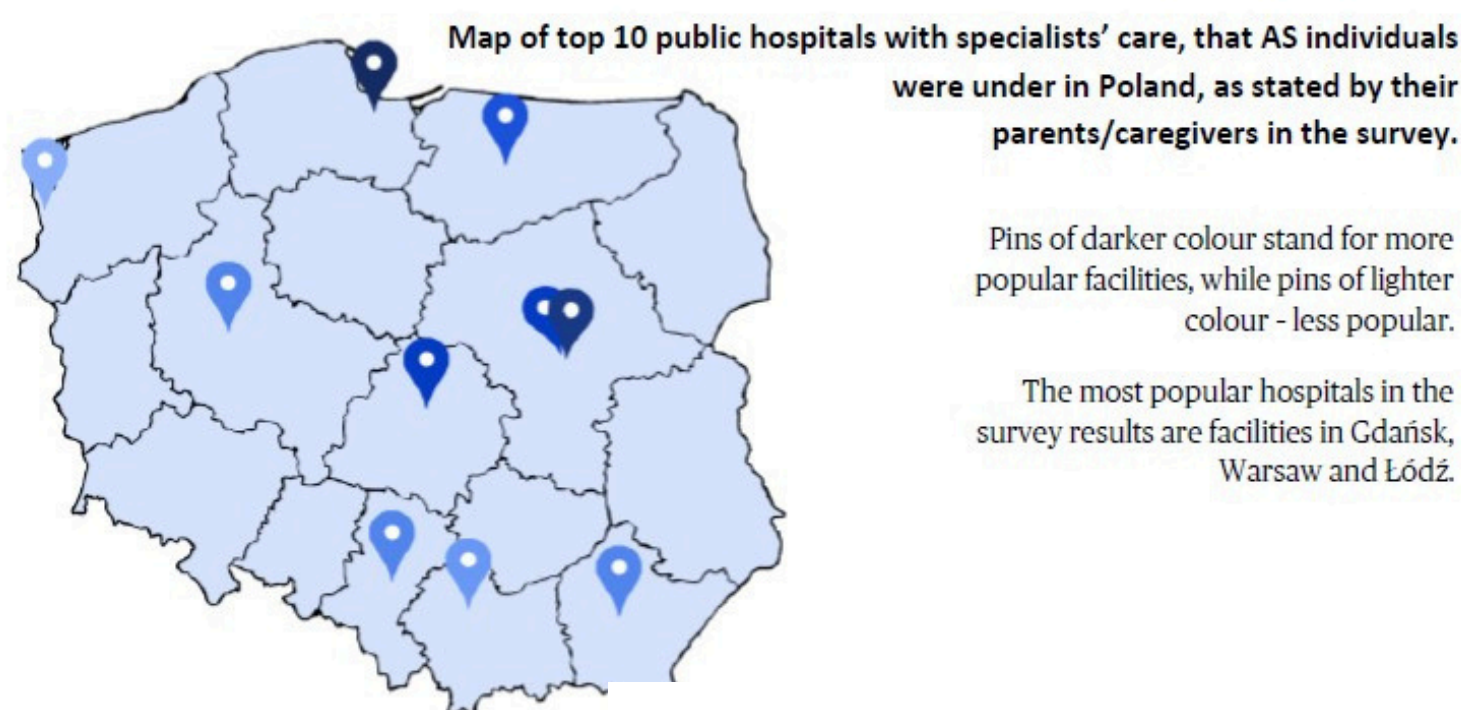 Map of top 10 public hospitals with specialists' care, that AS individuals
were under in Poland, as stated by their
parents/caregivers in the survey.
Pins of darker colour stand for more
popular facilities, while pins of lighter
colour - less popular.
The most popular hospitals in the
survey results are facilities in Gdańsk,
Warsaw and Łódź.